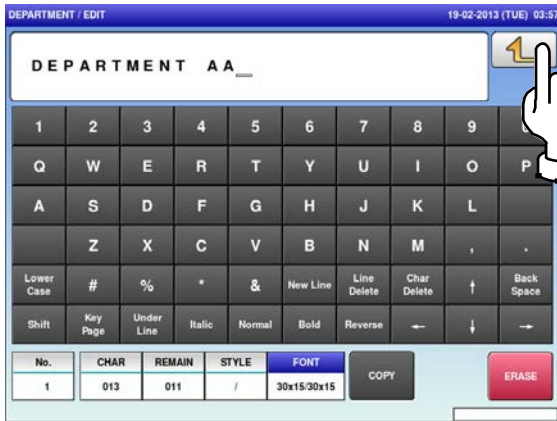 DEPARTMENT / EDIT 19-02-2013 (TUE) 03:57
DEPARTMENT AA_
1 2 3 4 5 6 7 8 9
Q W E R T Y U I O P
A S D F G H J K L
Z X C V B N M , .
Lower Case # % * & New Line Line Delete Char Delete ↑ Back Space
Shift Key Page Under Line Italic Normal Bold Reverse ← ↓ →
No. CHAR REMAIN STYLE FONT COPY ERASE
1 013 011 / 30x15/30x15